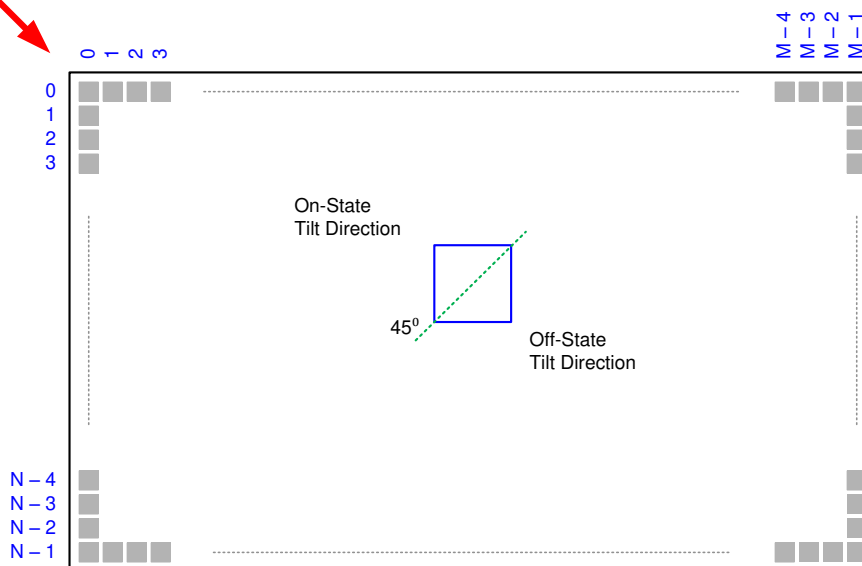 0 1 2 3
M – 4 M – 3 M – 2 M – 1
0
1
2
3
On-State
Tilt Direction
45⁰
Off-State
Tilt Direction
N – 4
N – 3
N – 2
N – 1